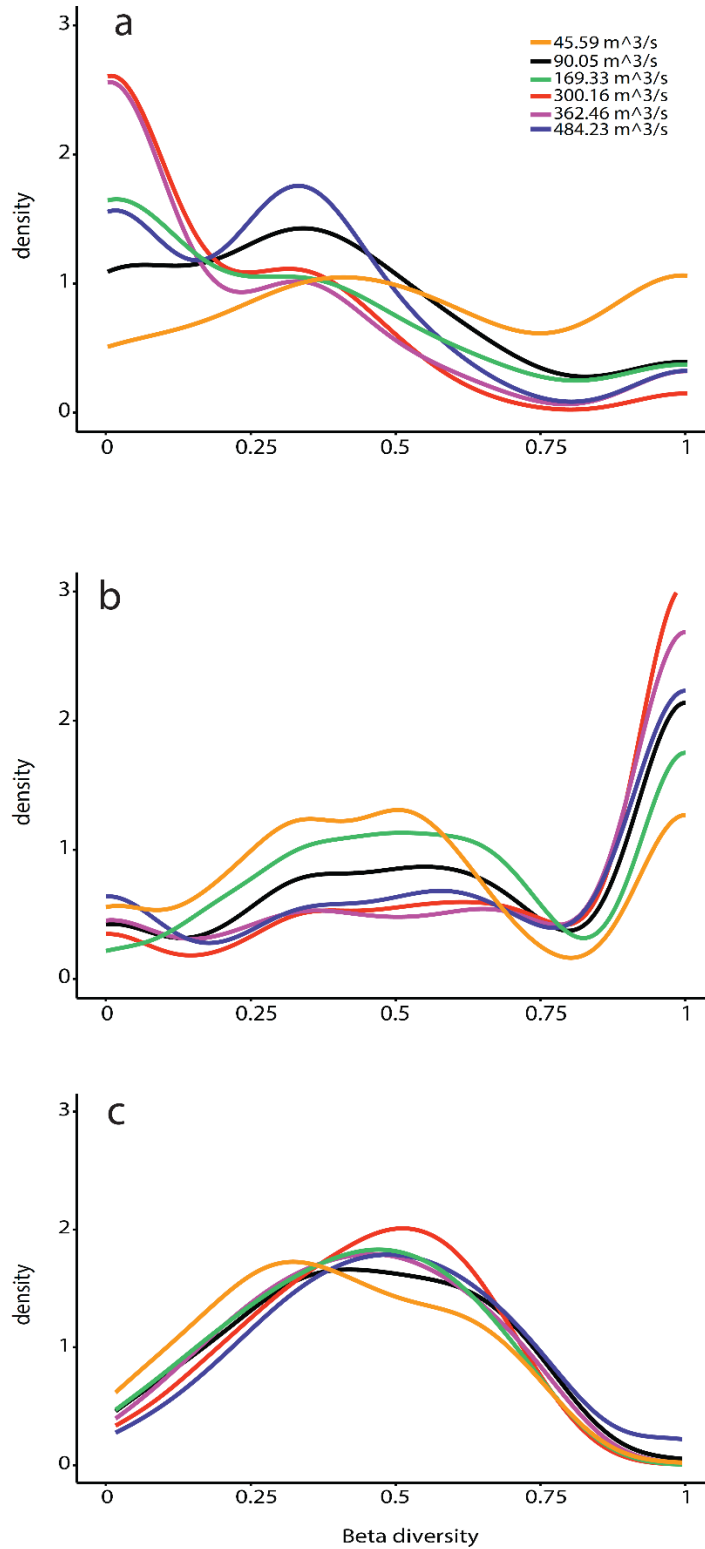 a
3
2
1
0
density
45.59 m^3/s
90.05 m^3/s
169.33 m^3/s
300.16 m^3/s
362.46 m^3/s
484.23 m^3/s
0 0.25 0.5 0.75 1
b
3
2
1
0
density
0 0.25 0.5 0.75 1
c
3
2
1
0
density
0 0.25 0.5 0.75 1
Beta diversity